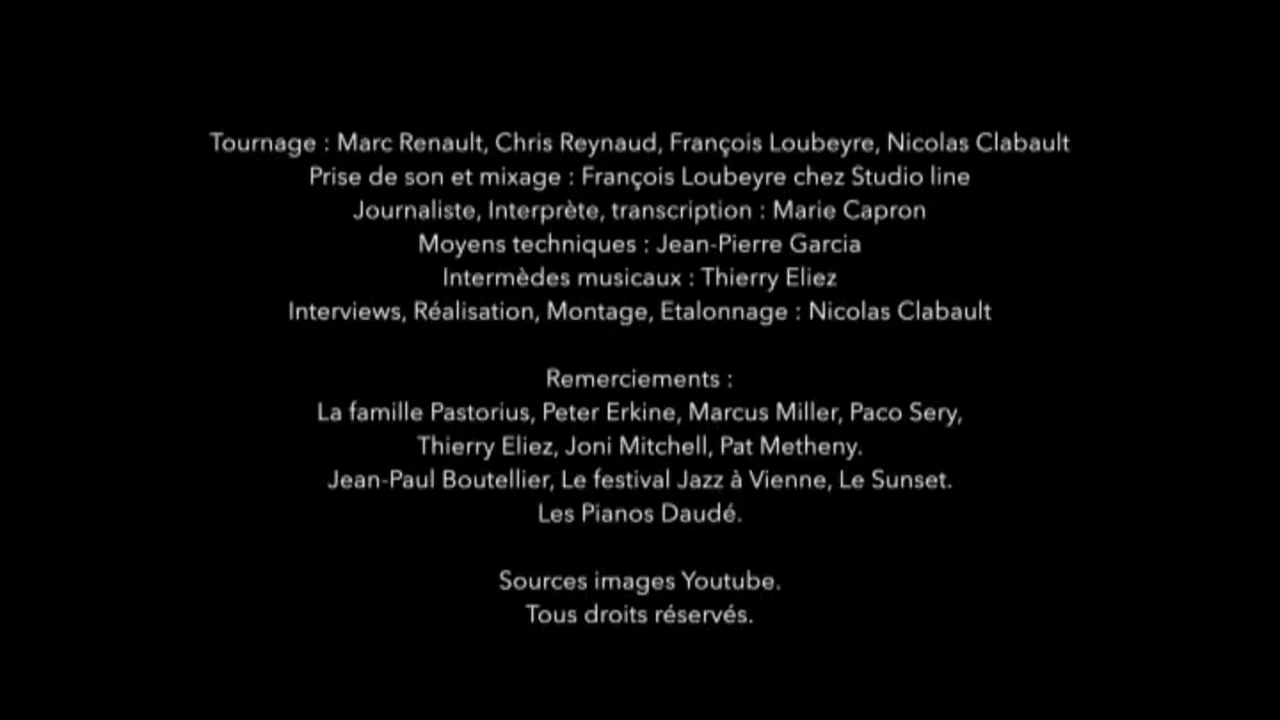 Tournage : Marc Renault, Chris Reynaud, François Loubeyre, Nicolas Clabault
Prise de son et mixage : François Loubeyre chez Studio line
Journaliste, Interprète, transcription : Marie Capron
Moyens techniques : Jean-Pierre Garcia
Intermèdes musicaux : Thierry Eliez
Interviews, Réalisation, Montage, Etalonnage : Nicolas Clabault
Remerciements :
La famille Pastorius, Peter Erkine, Marcus Miller, Paco Sery,
Thierry Eliez, Joni Mitchell, Pat Metheny.
Jean-Paul Boutellier, Le festival Jazz à Vienne, Le Sunset.
Les Pianos Daudé.
Sources images Youtube.
Tous droits réservés.